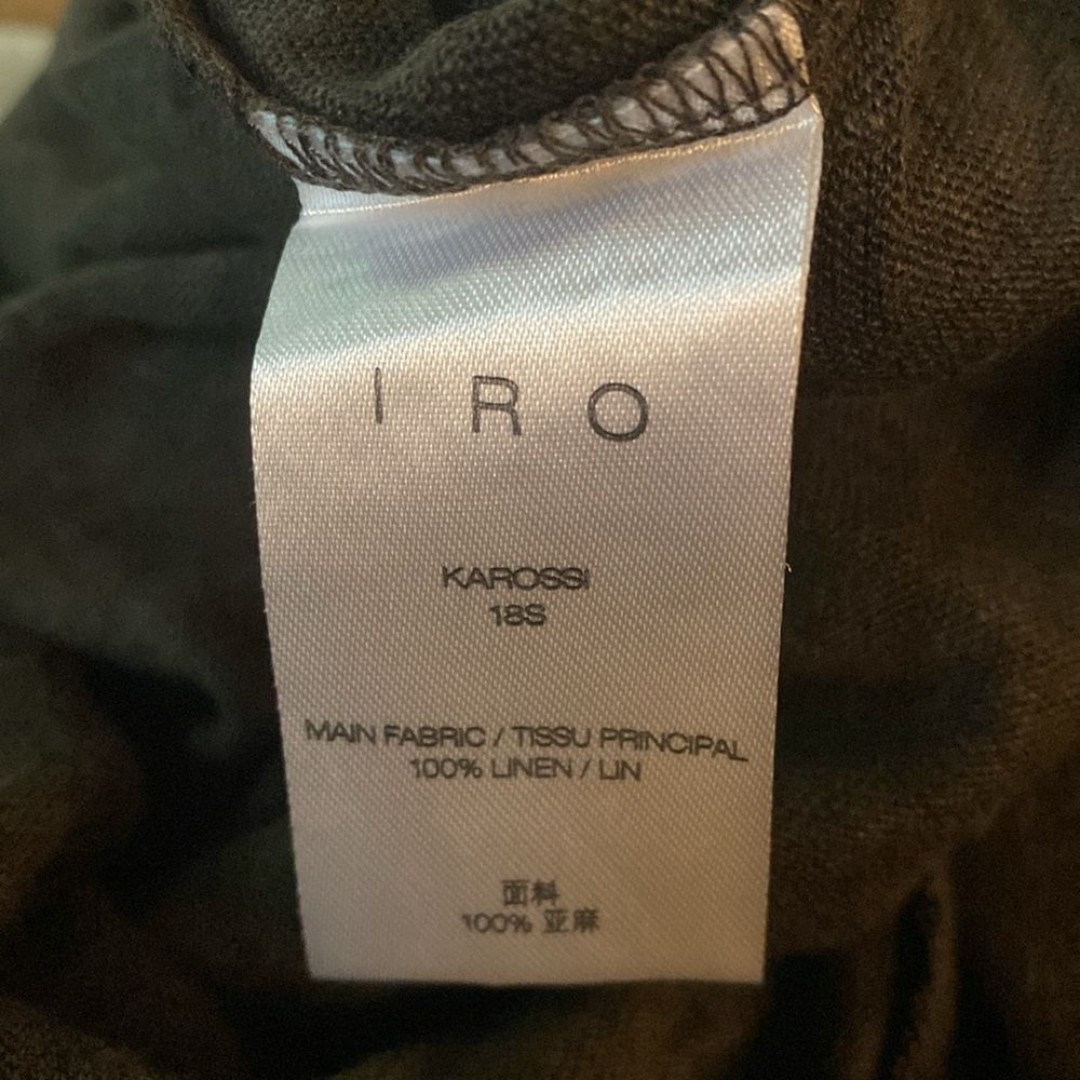 IRO
KAROSSI
18S
MAIN FABRIC / TISSU PRINCIPAL
100% LINEN / LIN
面料
100% 亚麻